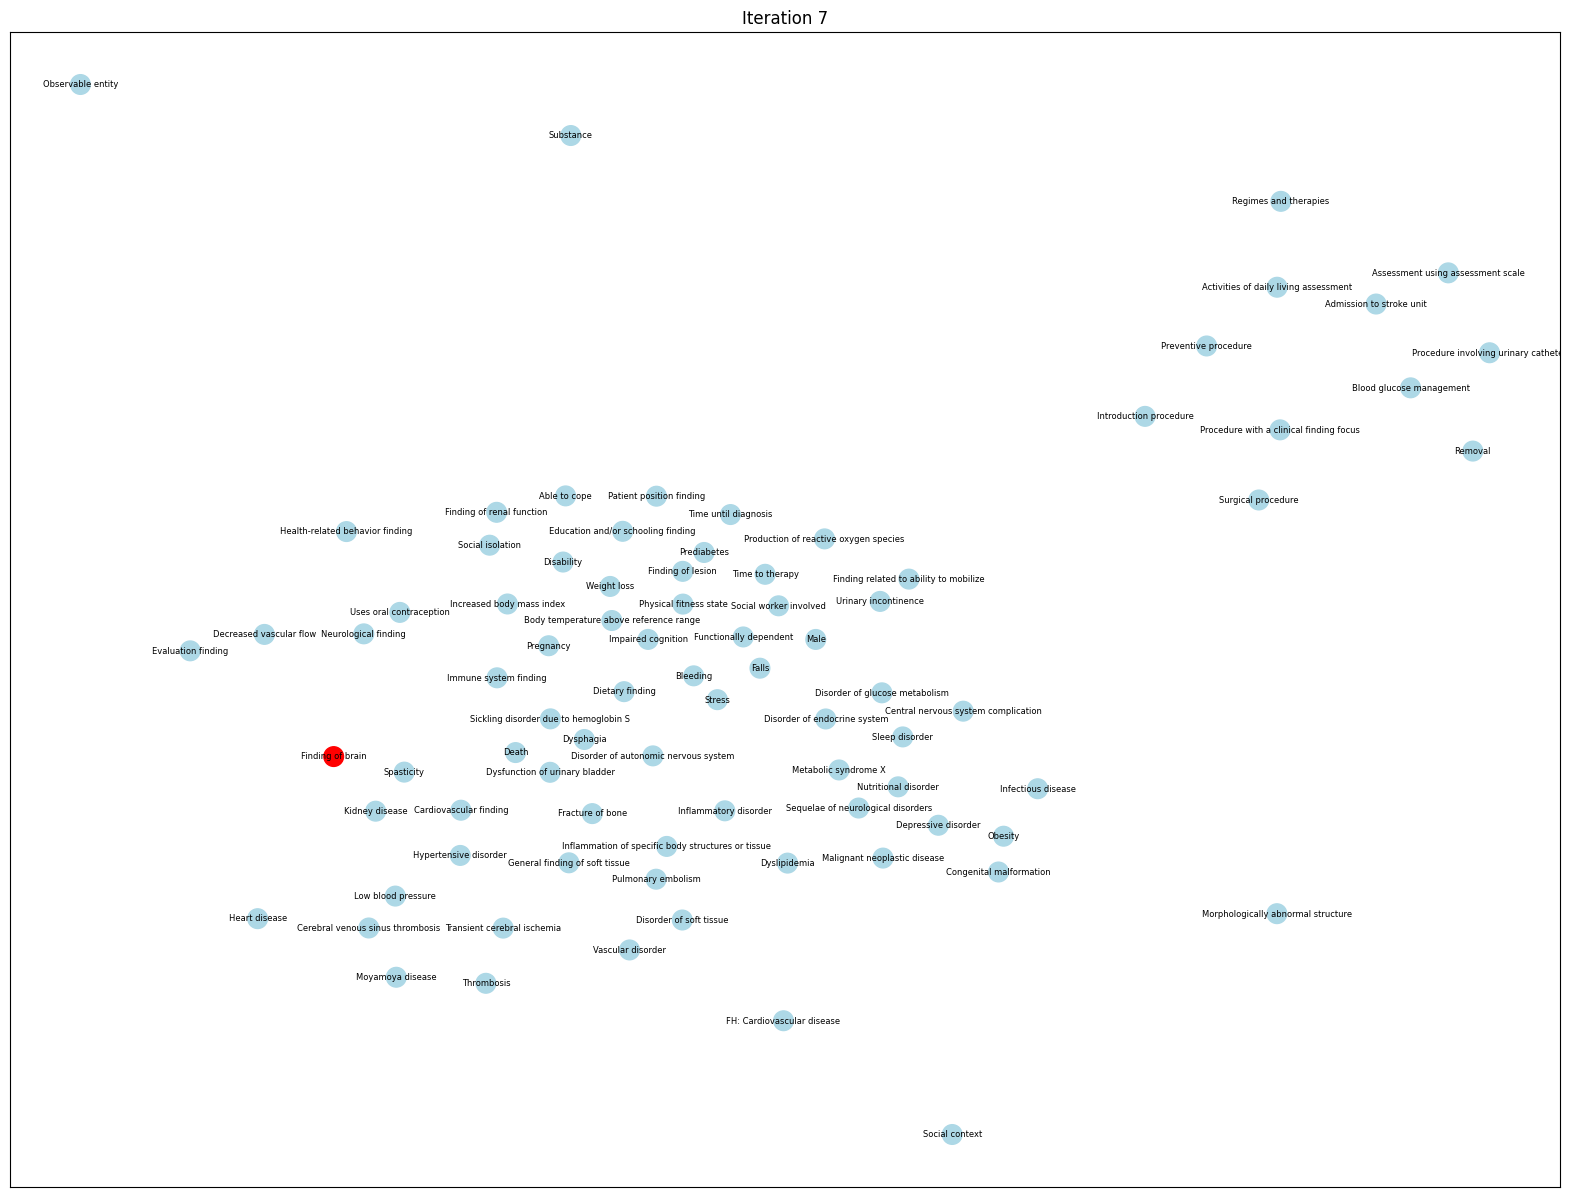 Iteration 7
Observable entity
Substance
Regimes and therapies
Assessment using assessment scale
Activities of daily living assessment
Admission to stroke unit
Preventive procedure
Procedure involving urinary cathete
Blood glucose management
Introduction procedure
Procedure with a clinical finding focus
Removal
Surgical procedure
Able to cope
Patient position finding
Finding of renal function
Time until diagnosis
Health-related behavior finding
Education and/or schooling finding
Production of reactive oxygen species
Social isolation
Prediabetes
Disability
Finding of lesion
Time to therapy
Finding related to ability to mobilize
Weight loss
Urinary incontinence
Increased body mass index
Physical fitness state
Social worker involved
Uses oral contraception
Body temperature above reference range
Decreased vascular flow
Neurological finding
Impaired cognition
Functionally dependent
Male
Pregnancy
Evaluation finding
Falls
Bleeding
Immune system finding
Dietary finding
Disorder of glucose metabolism
Stress
Central nervous system complication
Sickling disorder due to hemoglobin S
Disorder of endocrine system
Dysphagia
Sleep disorder
Death
Finding of brain
Disorder of autonomic nervous system
Spasticity
Dysfunction of urinary bladder
Metabolic syndrome X
Nutritional disorder
Infectious disease
Kidney disease
Cardiovascular finding
Fracture of bone
Inflammatory disorder
Sequelae of neurological disorders
Depressive disorder
Obesity
Inflammation of specific body structures or tissue
Hypertensive disorder
General finding of soft tissue
Dyslipidemia
Malignant neoplastic disease
Congenital malformation
Pulmonary embolism
Low blood pressure
Morphologically abnormal structure
Heart disease
Disorder of soft tissue
Cerebral venous sinus thrombosis
Transient cerebral ischemia
Vascular disorder
Moyamoya disease
Thrombosis
FH: Cardiovascular disease
Social context